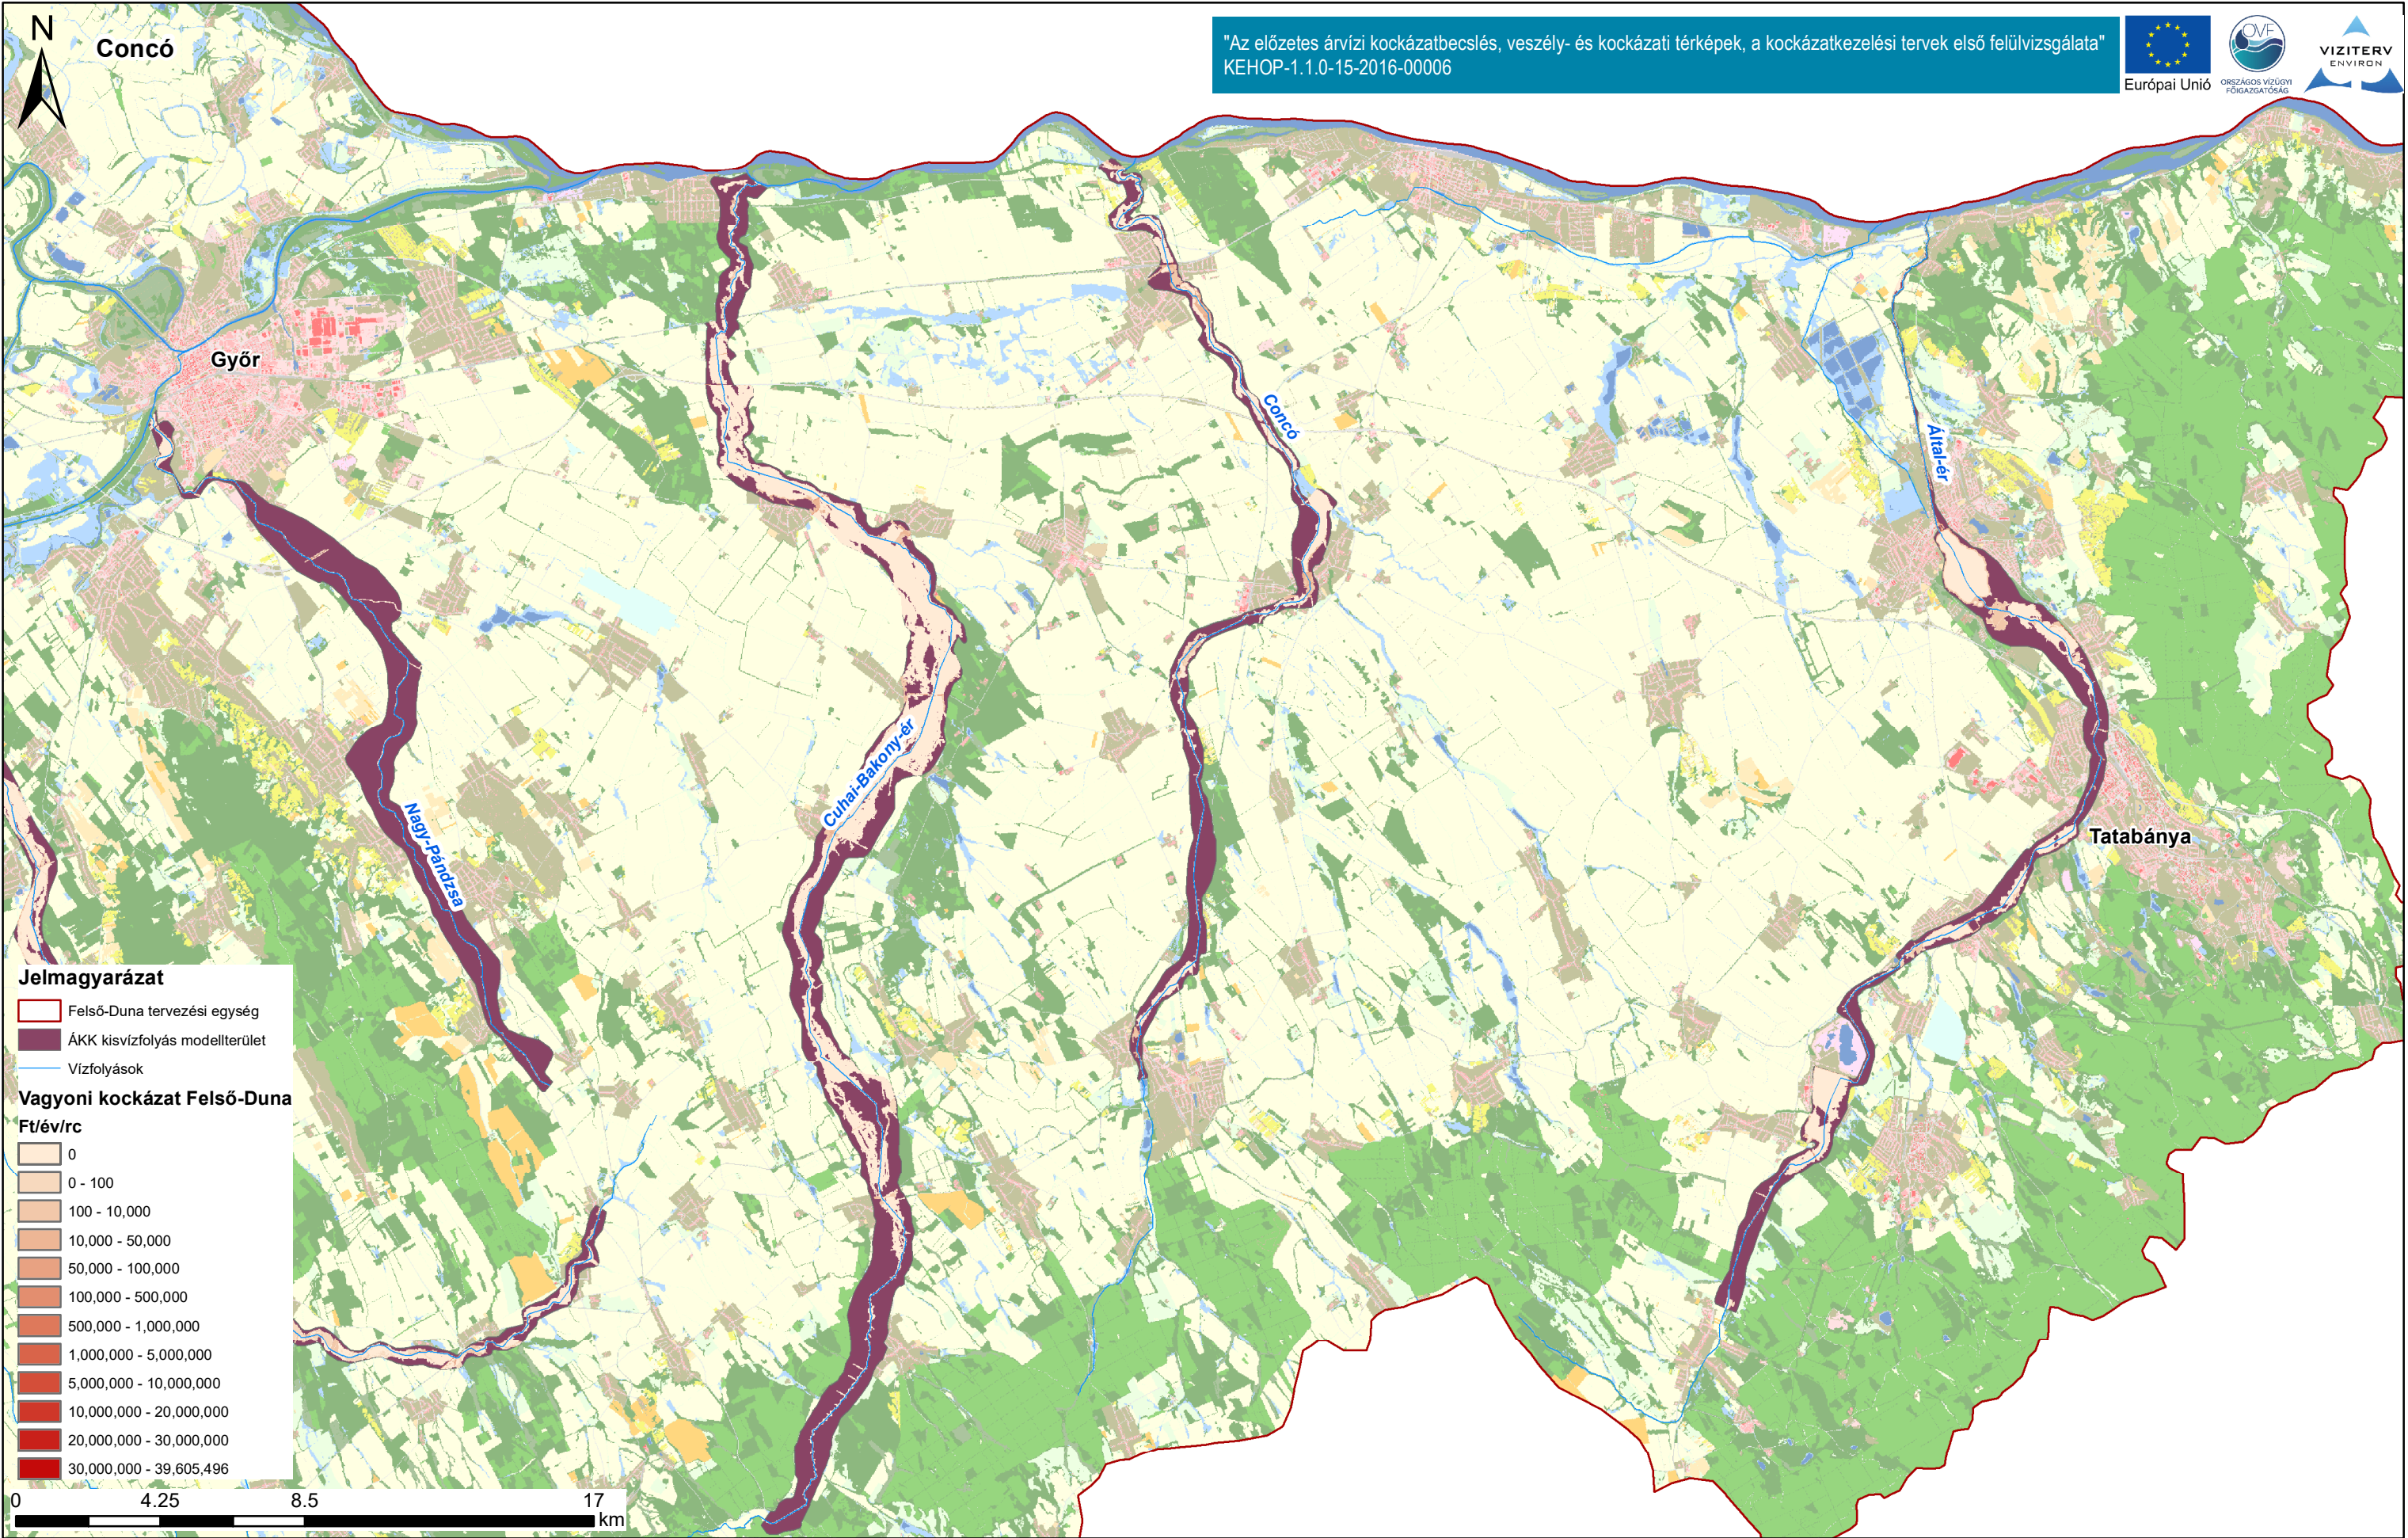 N
Concó
"Az előzetes árvízi kockázatbecslés, veszély- és kockázati térképek, a kockázatkezelési tervek első felülvizsgálata"
KEHOP-1.1.0-15-2016-00006
Európai Unió
OVF
ORSZÁGOS VÍZÜGYI
FŐIGAZGATÓSÁG
VIZITERV
ENVIRON
Győr
Concó
Által-ér
Cuhai-Bakony-ér
Nagy-Pándzsa
Tatabánya
Jelmagyarázat
Felső-Duna tervezési egység
ÁKK kisvízfolyás modellterület
Vízfolyások
Vagyoni kockázat Felső-Duna
Ft/év/rc
0
0 - 100
100 - 10,000
10,000 - 50,000
50,000 - 100,000
100,000 - 500,000
500,000 - 1,000,000
1,000,000 - 5,000,000
5,000,000 - 10,000,000
10,000,000 - 20,000,000
20,000,000 - 30,000,000
30,000,000 - 39,605,496
0 4.25 8.5 17
km